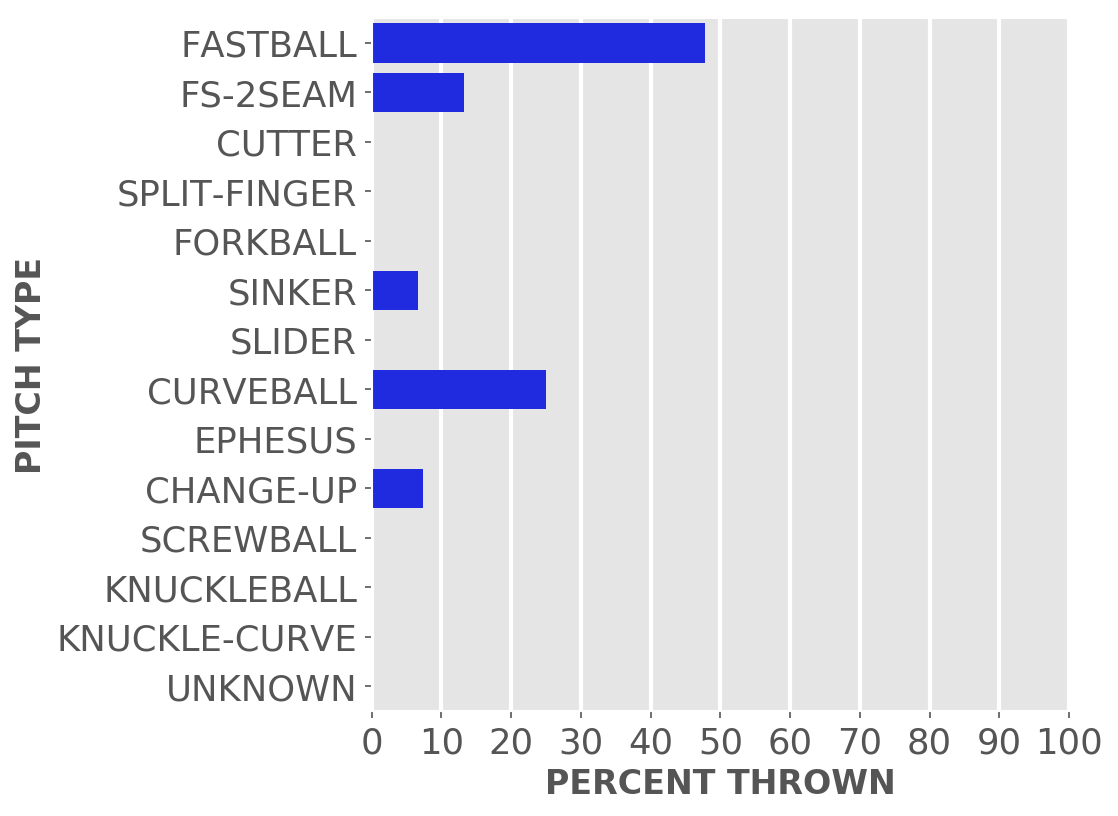 FASTBALL
FS-2SEAM
CUTTER
SPLIT-FINGER
FORKBALL
SINKER
SLIDER
CURVEBALL
EPHESUS
CHANGE-UP
SCREWBALL
KNUCKLEBALL
KNUCKLE-CURVE
UNKNOWN
PITCH TYPE
0 10 20 30 40 50 60 70 80 90 100
PERCENT THROWN